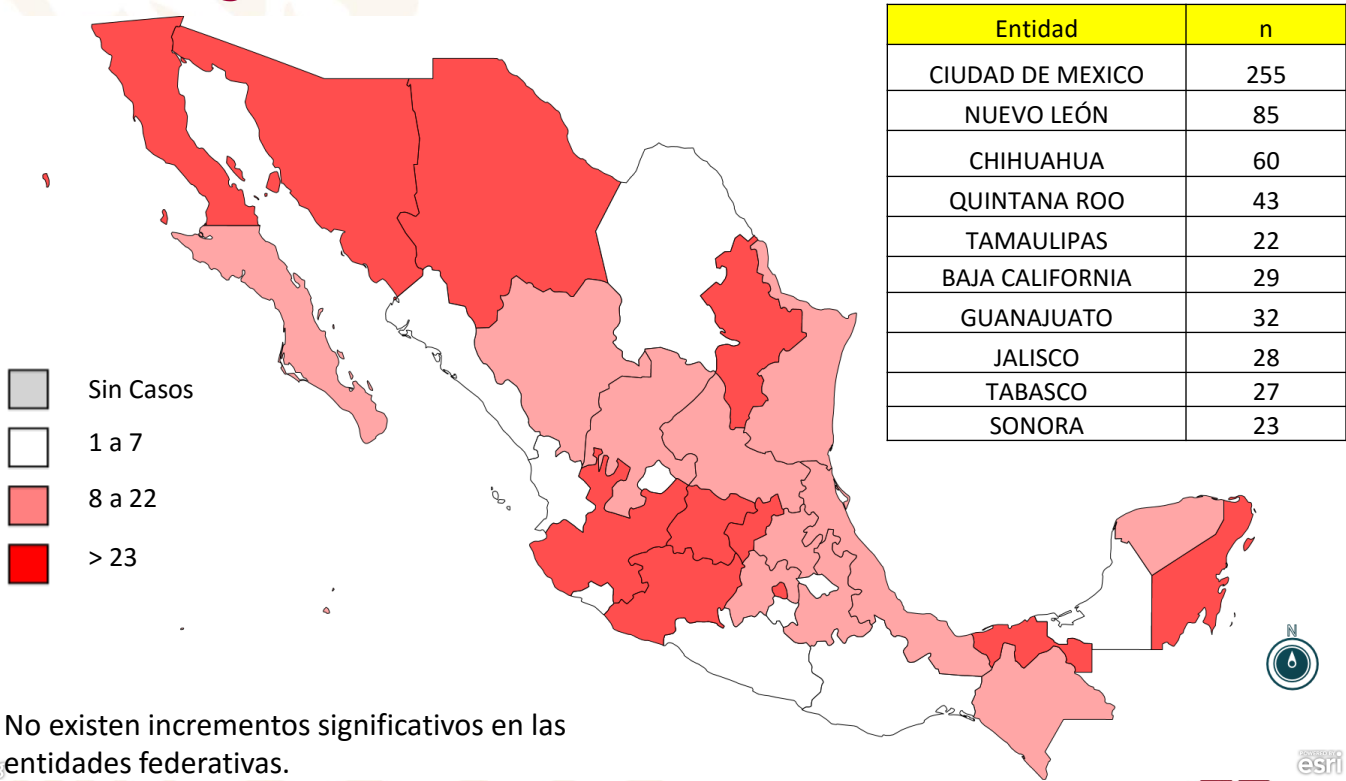 Entidad n
CIUDAD DE MEXICO 255
NUEVO LEÓN 85
CHIHUAHUA 60
QUINTANA ROO 43
TAMAULIPAS 22
BAJA CALIFORNIA 29
GUANAJUATO 32
JALISCO 28
TABASCO 27
SONORA 23
Sin Casos
1 a 7
8 a 22
> 23
N
No existen incrementos significativos en las
entidades federativas.
POWERED BY
esri